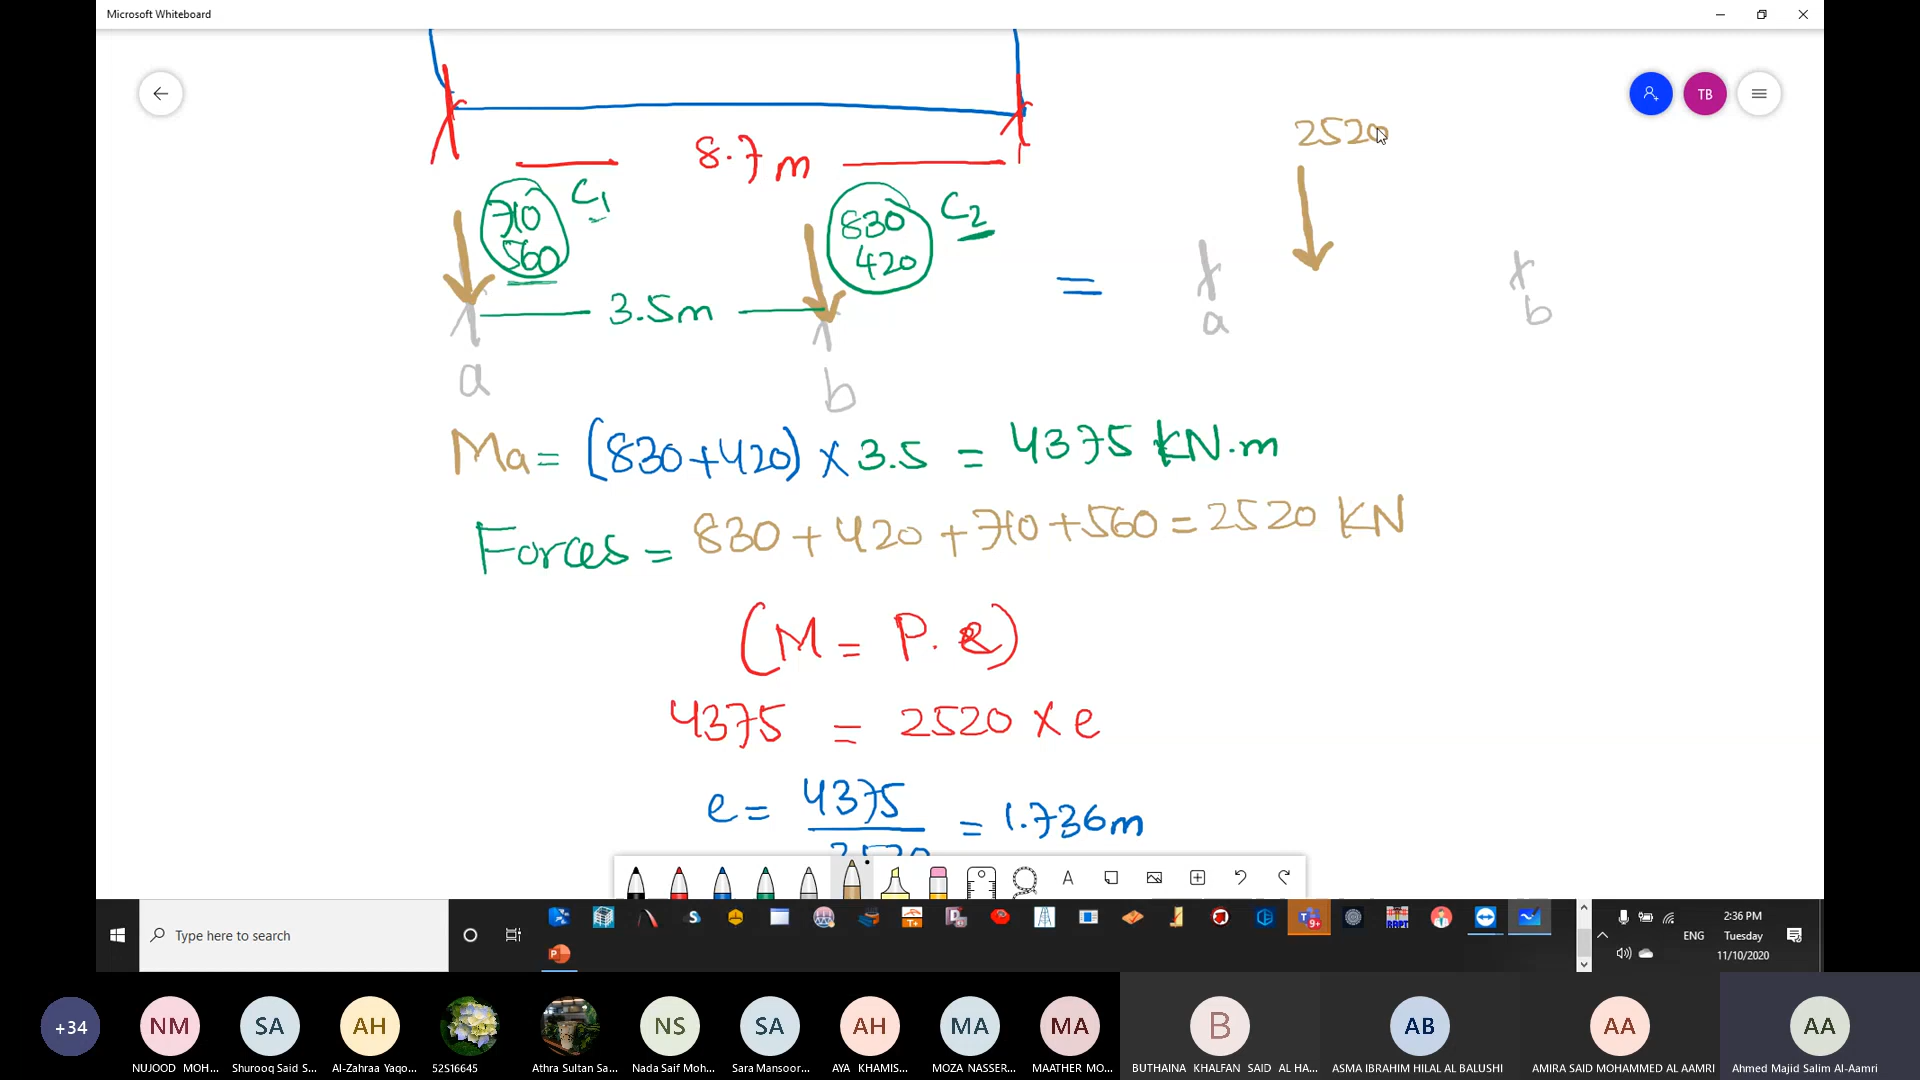 Microsoft Whiteboard
TB
2520
8.7 m
710
560
C1
830
420
C2
3.5m
=
a
b
a
b
Ma = (830+420) x 3.5 = 4375 KN.m
Forces = 830 + 420 + 710 + 560 = 2520 KN
(M = P. e)
4375 = 2520 x e
e = 4375 / 2520 = 1.736m
A
Type here to search
ENG
2:36 PM
Tuesday
11/10/2020
+34
NM
SA
AH
NS
SA
AH
MA
MA
B
AB
AA
AA
NUJOOD MOH...
Shurooq Said S...
Al-Zahraa Yaqo...
52S16645
Athra Sultan Sa...
Nada Saif Moh...
Sara Mansoor...
AYA KHAMIS...
MOZA NASSER...
MAATHER MO...
BUTHAINA KHALFAN SAID AL HA...
ASMA IBRAHIM HILAL AL BALUSHI
AMIRA SAID MOHAMMED AL AAMRI
Ahmed Majid Salim Al-Aamri